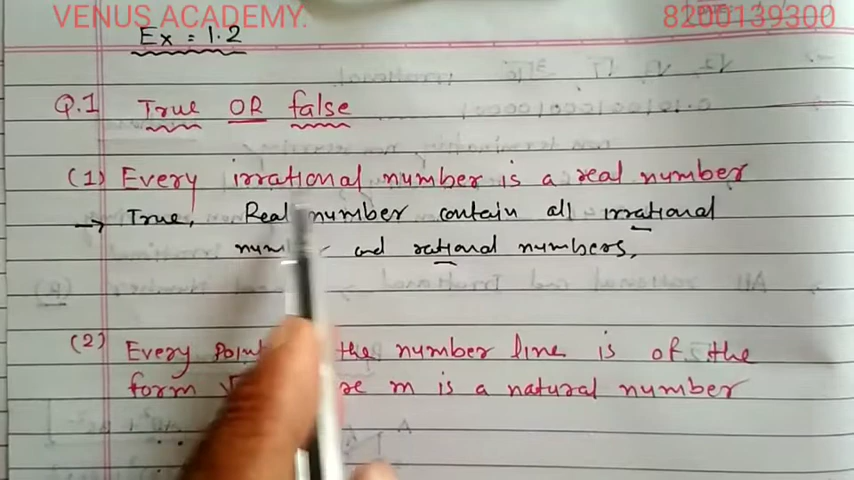 VENUS ACADEMY. 8200139300
Ex = 1.2
Q.1 True OR false
(1) Every irrational number is a real number
→ True, Real number contain all irrational
and rational numbers,
(2) Every the number line is of the
form m is a natural number